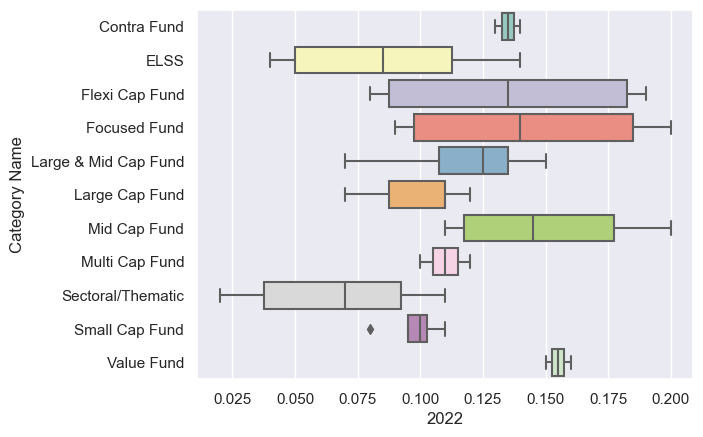 Category Name
Contra Fund
ELSS
Flexi Cap Fund
Focused Fund
Large & Mid Cap Fund
Large Cap Fund
Mid Cap Fund
Multi Cap Fund
Sectoral/Thematic
Small Cap Fund
Value Fund
0.025 0.050 0.075 0.100 0.125 0.150 0.175 0.200
2022